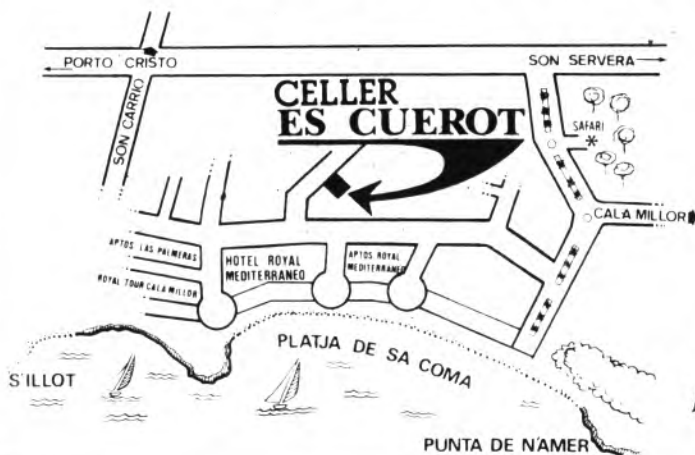 PORTO CRISTO
SON SERVERA
SON CARRIO
CELLER
ES CUEROT
SAFARI
CALA MILLOR
APTOS LAS PALMERAS
HOTEL ROYAL
MEDITERRANEO
APTOS ROYAL
MEDITERRANEO
ROYAL TOUR CALA MILLOR
PLATJA DE SA COMA
S'ILLOT
PUNTA DE N'AMER